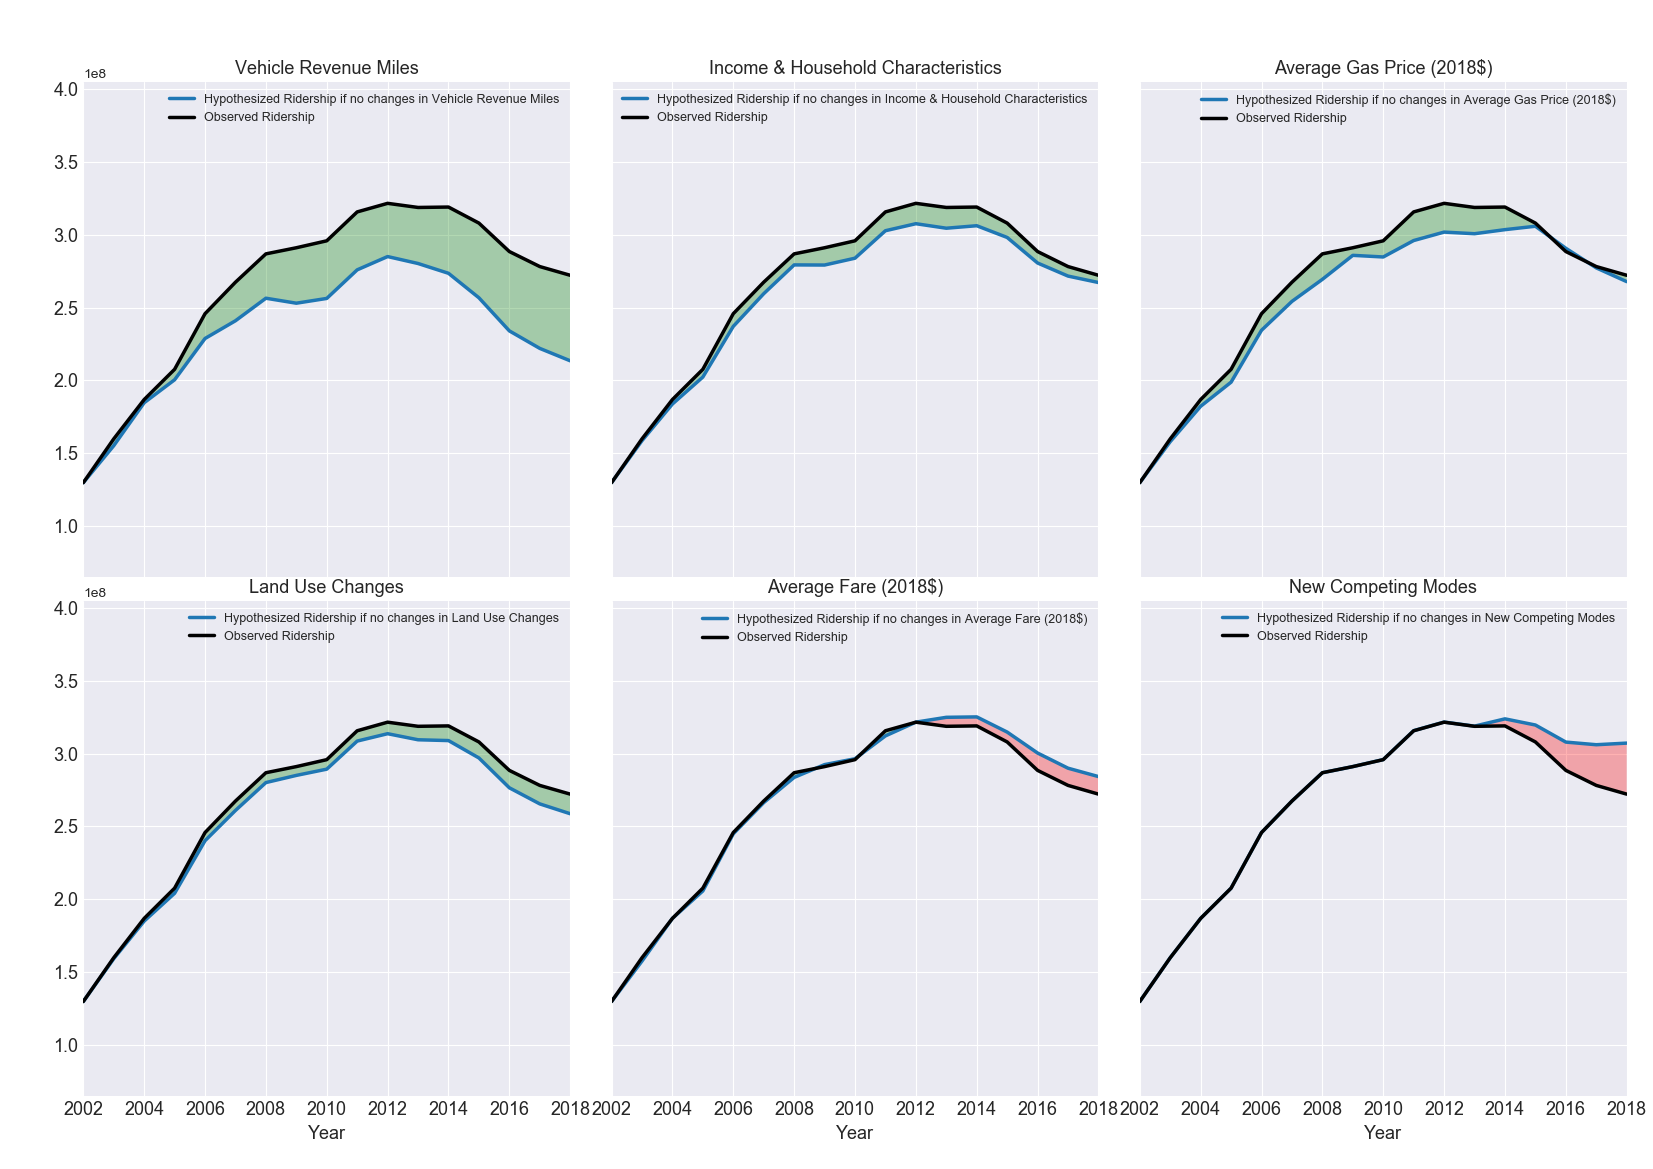 Vehicle Revenue Miles
1e8
Hypothesized Ridership if no changes in Vehicle Revenue Miles
Observed Ridership
4.0
3.5
3.0
2.5
2.0
1.5
1.0
Income & Household Characteristics
Hypothesized Ridership if no changes in Income & Household Characteristics
Observed Ridership
Average Gas Price (2018$)
Hypothesized Ridership if no changes in Average Gas Price (2018$)
Observed Ridership
Land Use Changes
1e8
Hypothesized Ridership if no changes in Land Use Changes
Observed Ridership
4.0
3.5
3.0
2.5
2.0
1.5
1.0
2002 2004 2006 2008 2010 2012 2014 2016 2018
Year
Average Fare (2018$)
Hypothesized Ridership if no changes in Average Fare (2018$)
Observed Ridership
2002 2004 2006 2008 2010 2012 2014 2016 2018
Year
New Competing Modes
Hypothesized Ridership if no changes in New Competing Modes
Observed Ridership
2002 2004 2006 2008 2010 2012 2014 2016 2018
Year